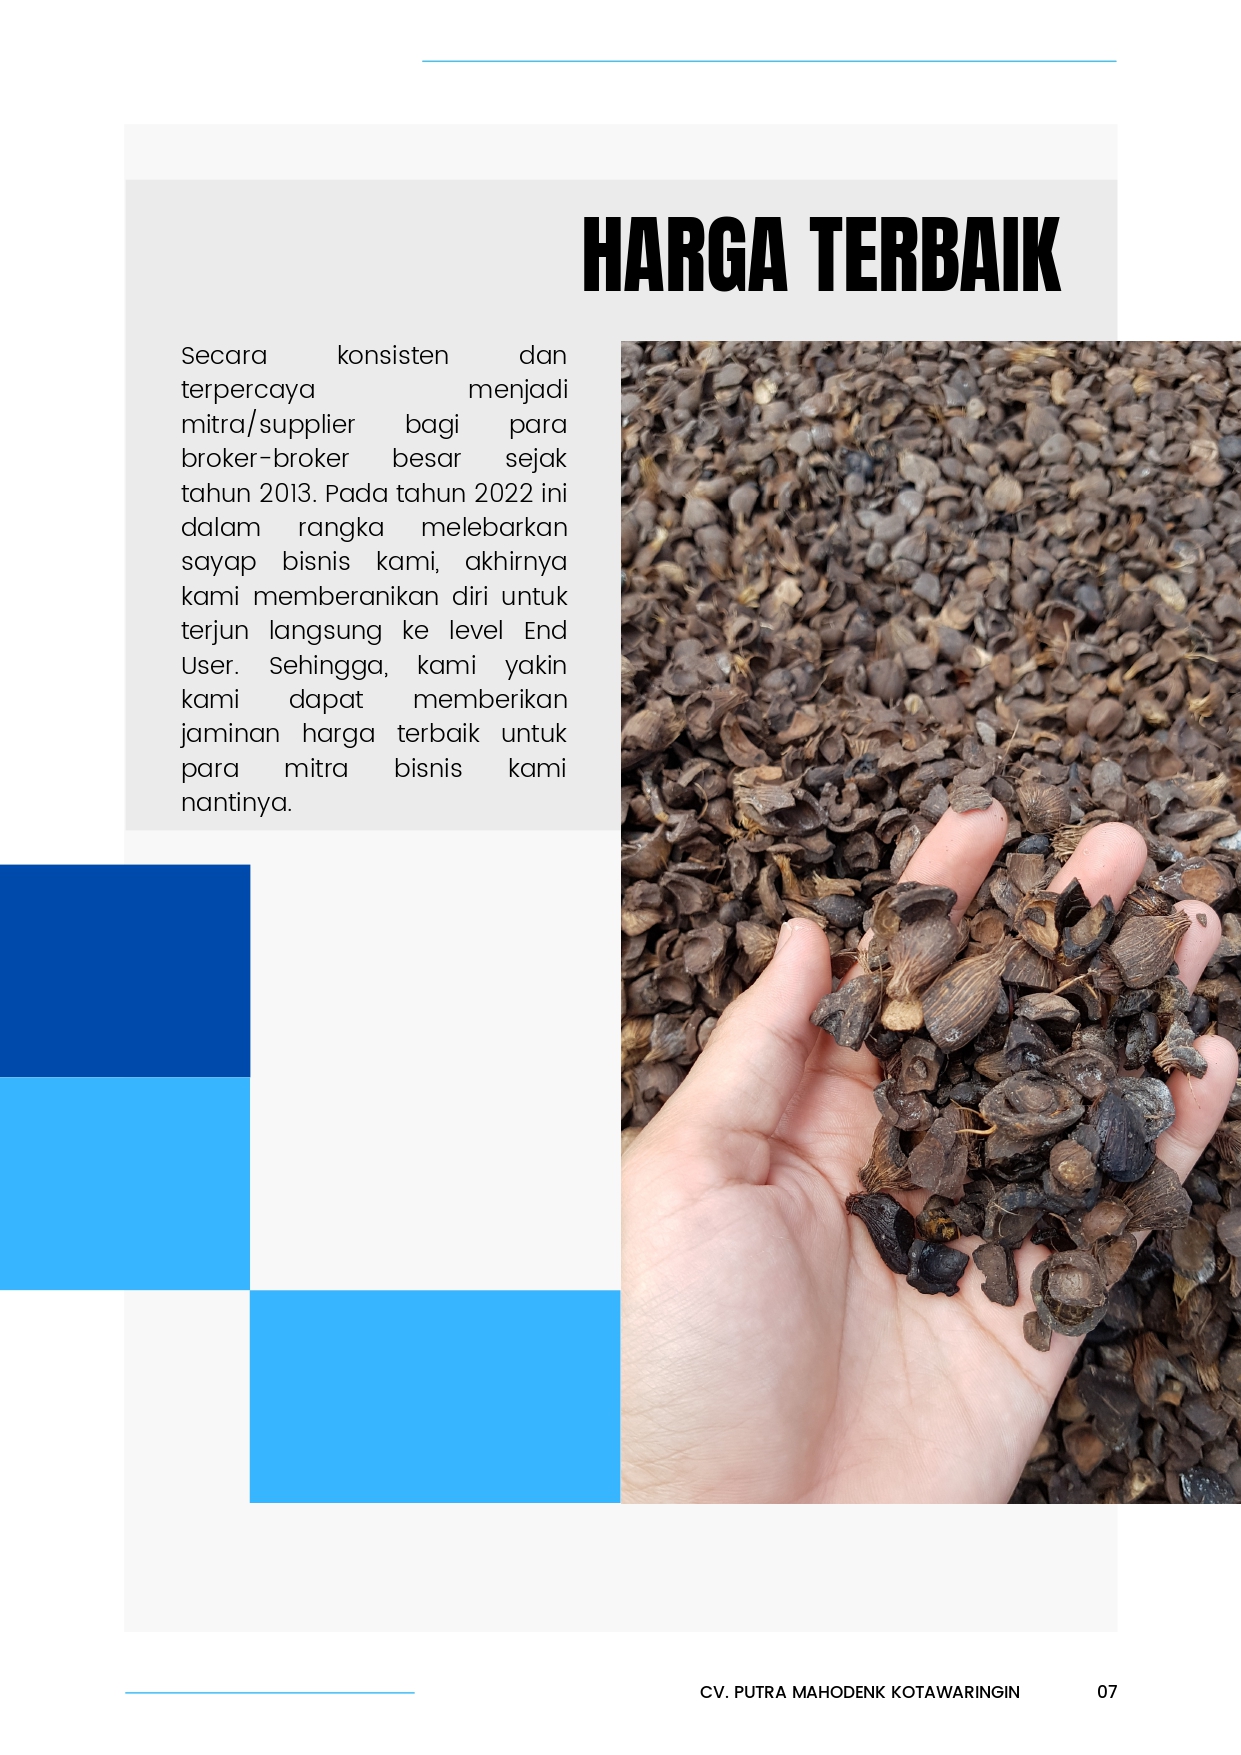 HARGA TERBAIK
Secara konsisten dan
terpercaya menjadi
mitra/supplier bagi para
broker-broker besar sejak
tahun 2013. Pada tahun 2022 ini
dalam rangka melebarkan
sayap bisnis kami, akhirnya
kami memberanikan diri untuk
terjun langsung ke level End
User. Sehingga, kami yakin
kami dapat memberikan
jaminan harga terbaik untuk
para mitra bisnis kami
nantinya.
CV. PUTRA MAHODENK KOTAWARINGIN 07